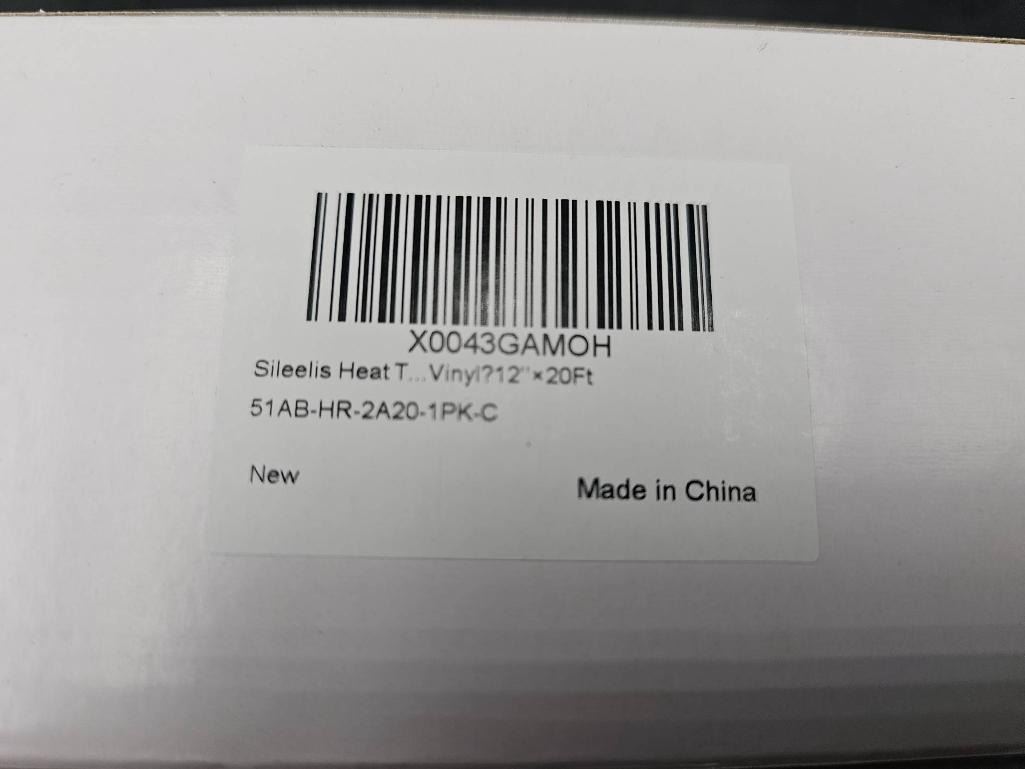 X0043GAMOH
Sileelis Heat T...Vinyl?12''×20Ft
51AB-HR-2A20-1PK-C
New
Made in China